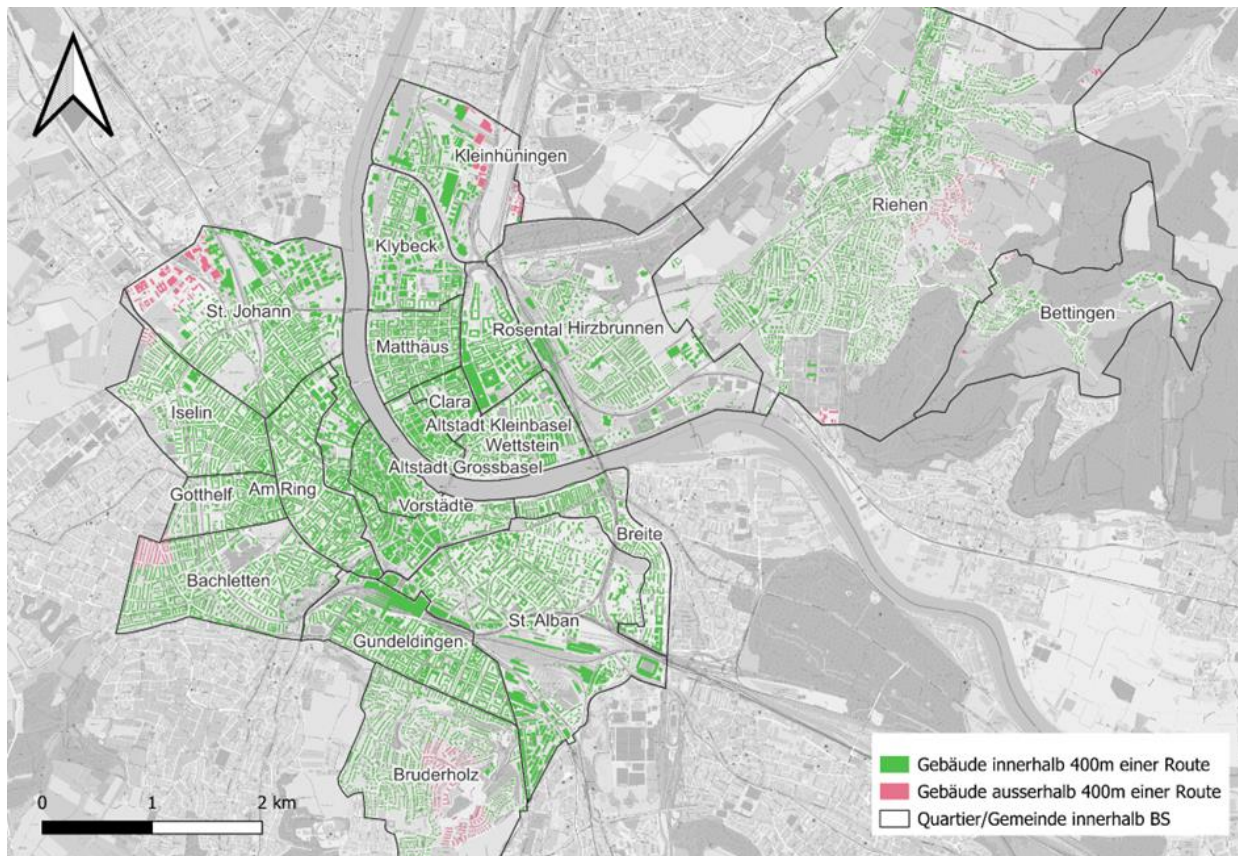 Kleinhüningen
Riehen
Klybeck
Bettingen
St. Johann
Rosental
Hirzbrunnen
Matthäus
Clara
Iselin
Altstadt Kleinbasel
Wettstein
Altstadt Grossbasel
Gotthelf
Am Ring
Vorstädte
Breite
Bachletten
St. Alban
Gundeldingen
Bruderholz
0
1
2 km
Gebäude innerhalb 400m einer Route
Gebäude ausserhalb 400m einer Route
Quartier/Gemeinde innerhalb BS